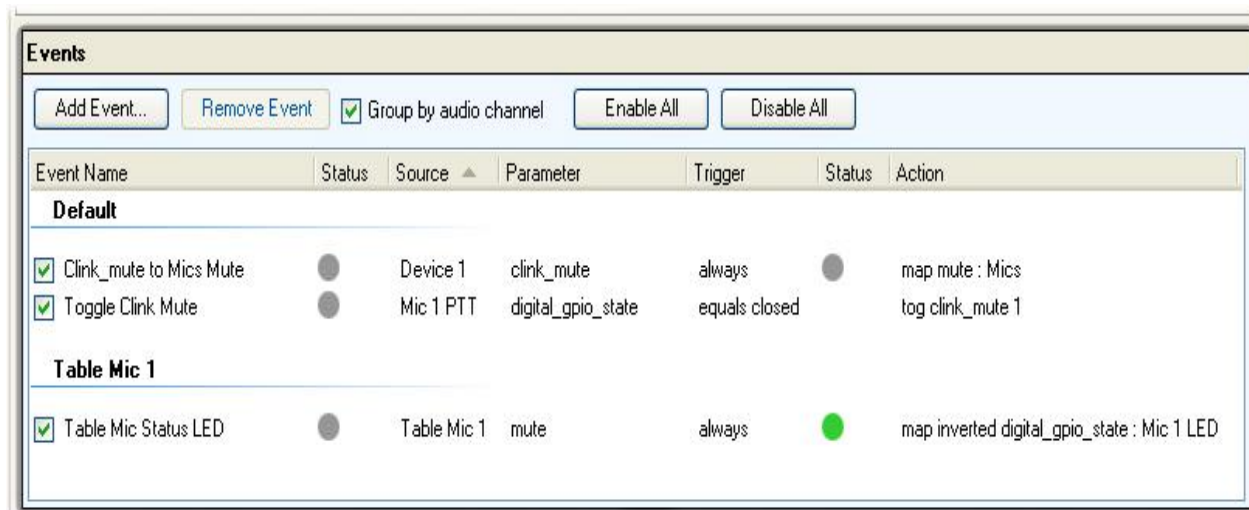 Events
Add Event... Remove Event Group by audio channel Enable All Disable All
Event Name Status Source Parameter Trigger Status Action
Default
Clink_mute to Mics Mute Device 1 clink_mute always map mute : Mics
Toggle Clink Mute Mic 1 PTT digital_gpio_state equals closed tog clink_mute 1
Table Mic 1
Table Mic Status LED Table Mic 1 mute always map inverted digital_gpio_state : Mic 1 LED